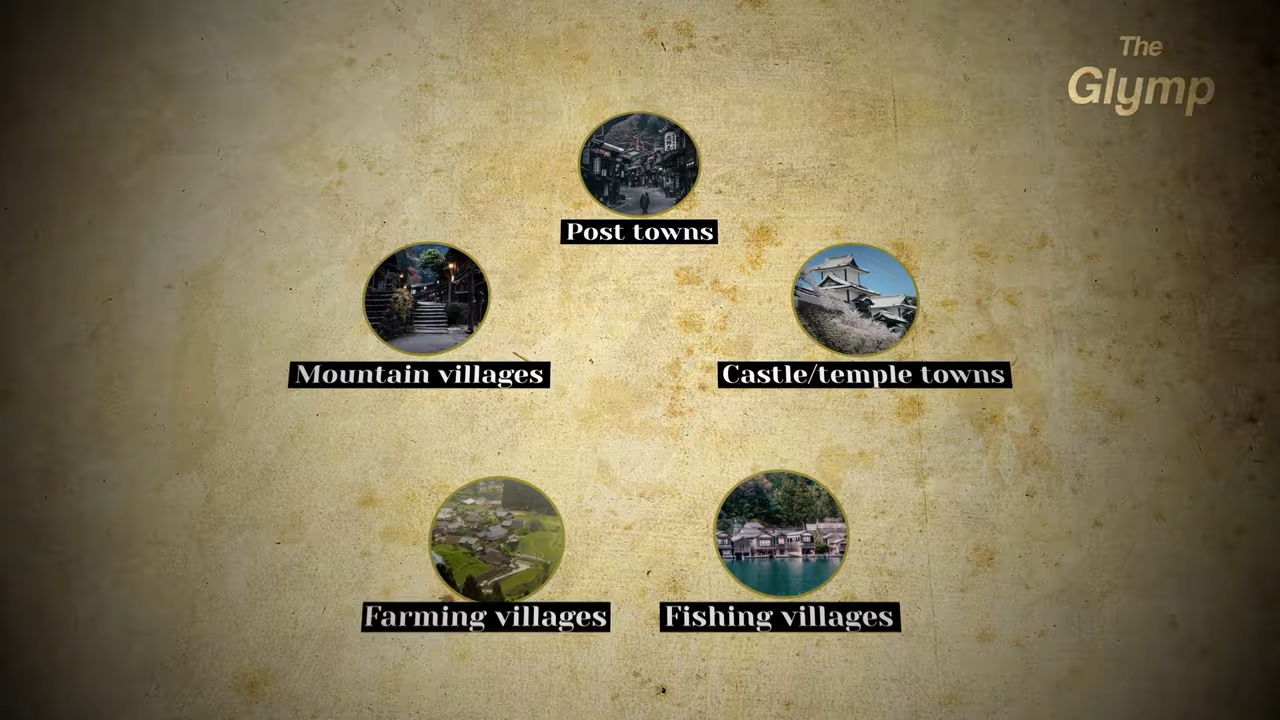 The
Glymp
Post towns
Mountain villages
Castle/temple towns
Farming villages
Fishing villages